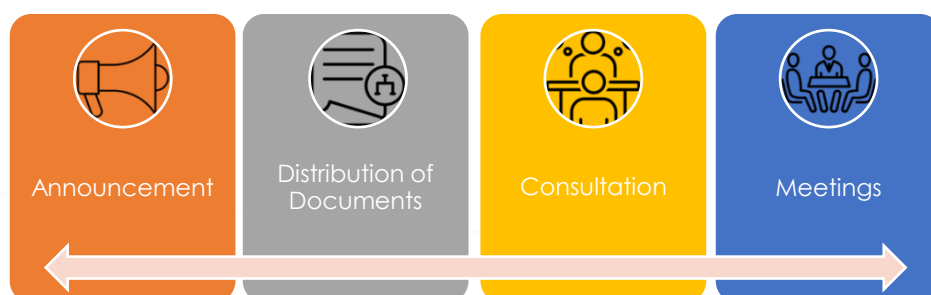 Announcement
Distribution of
Documents
Consultation
Meetings